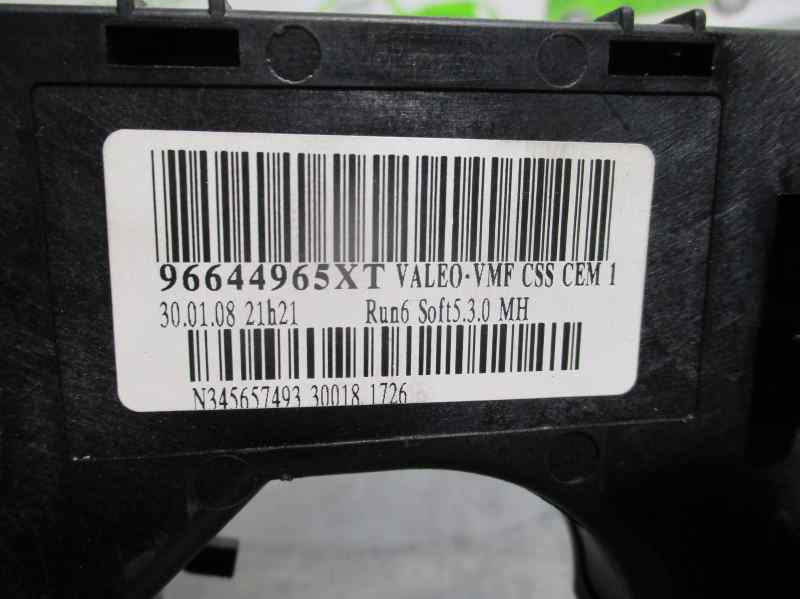 96644965XT VALEO·VMF CSS CEM 1
30.01.08 21h21 Run6 Soft5.3.0 MH
N345657493 30018 1726